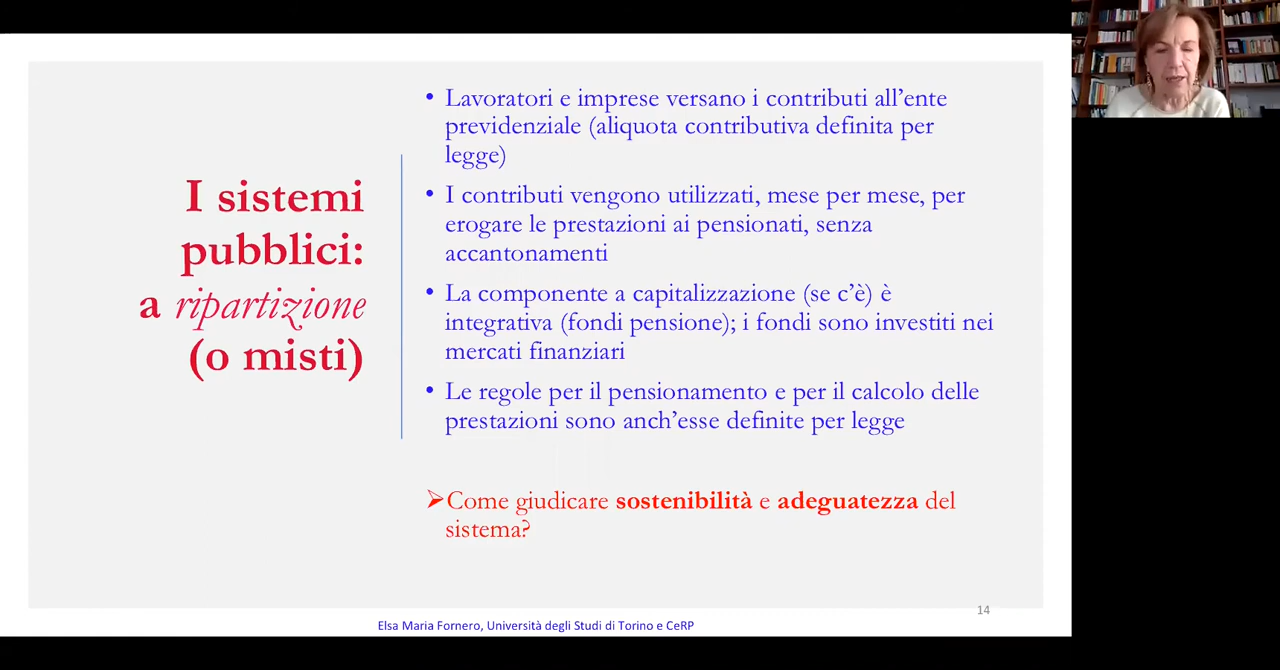 I sistemi
pubblici:
a ripartizione
(o misti)
• Lavoratori e imprese versano i contributi all’ente
previdenziale (aliquota contributiva definita per
legge)
• I contributi vengono utilizzati, mese per mese, per
erogare le prestazioni ai pensionati, senza
accantonamenti
• La componente a capitalizzazione (se c’è) è
integrativa (fondi pensione); i fondi sono investiti nei
mercati finanziari
• Le regole per il pensionamento e per il calcolo delle
prestazioni sono anch’esse definite per legge
➢Come giudicare sostenibilità e adeguatezza del
sistema?
14
Elsa Maria Fornero, Università degli Studi di Torino e CeRP